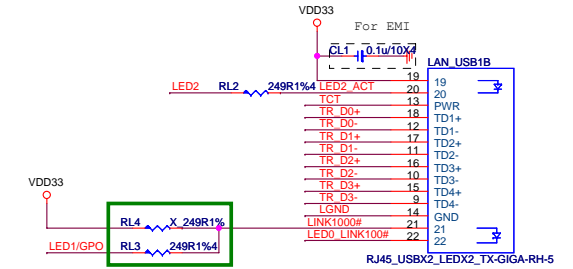 VDD33
For EMI
CL1 0.1u/10X4
LAN_USB1B
19 19
LED2 RL2 249R1%4 LED2_ACT 20 20
TCT 13 PWR
TR_D0+ 18 TD1+
TR_D0- 12 TD1-
TR_D1+ 17 TD2+
TR_D1- 11 TD2-
TR_D2+ 16 TD3+
TR_D2- 10 TD3-
TR_D3+ 15 TD4+
TR_D3- 9 TD4-
LGND 14 GND
VDD33
RL4 X_249R1% LINK1000# 21 21
LED1/GPO RL3 249R1%4 LED0_LINK100# 22 22
RJ45_USBX2_LEDX2_TX-GIGA-RH-5